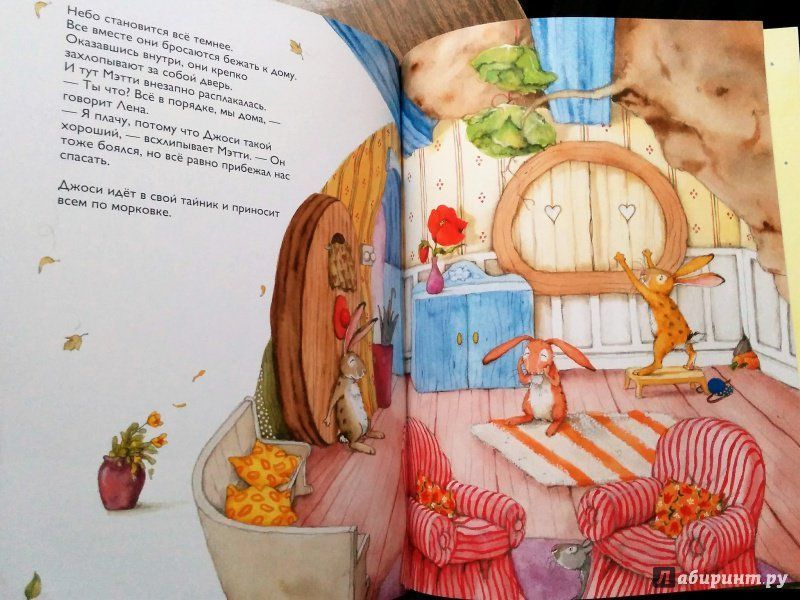 Небо становится всё темнее.
Все вместе они бросаются бежать к дому.
Оказавшись внутри, они крепко
захлопывают за собой дверь.
И тут Мэтти внезапно расплакалась.
— Ты что? Всё в порядке, мы дома, —
говорит Лена.
— Я плачу, потому что Джоси такой
хороший, — всхлипывает Мэтти. — Он
тоже боялся, но всё равно прибежал нас
спасать.
Джоси идёт в свой тайник и приносит
всем по морковке.
Лабиринт.ру